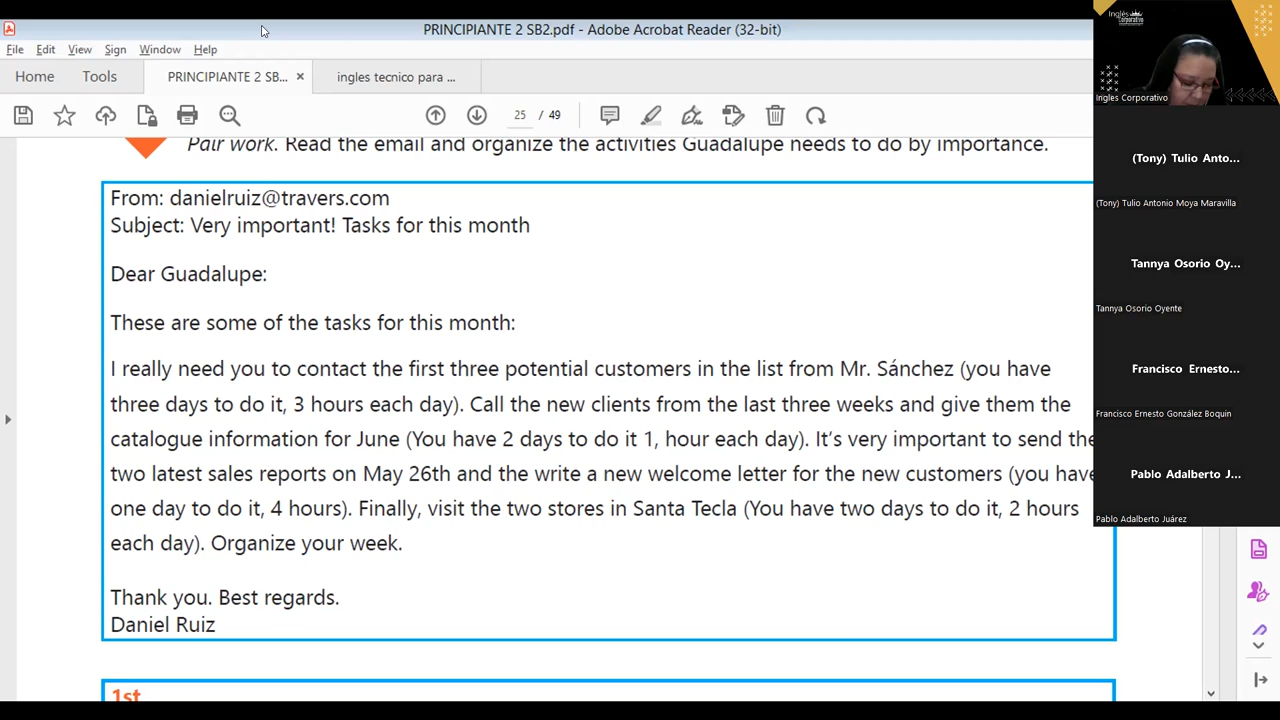 PRINCIPIANTE 2 SB2.pdf - Adobe Acrobat Reader (32-bit)
File Edit View Sign Window Help
Home Tools PRINCIPIANTE 2 SB... × ingles tecnico para ...
25 / 49
Pair work. Read the email and organize the activities Guadalupe needs to do by importance.
From: danielruiz@travers.com
Subject: Very important! Tasks for this month
Dear Guadalupe:
These are some of the tasks for this month:
I really need you to contact the first three potential customers in the list from Mr. Sánchez (you have
three days to do it, 3 hours each day). Call the new clients from the last three weeks and give them the
catalogue information for June (You have 2 days to do it 1, hour each day). It's very important to send the
two latest sales reports on May 26th and the write a new welcome letter for the new customers (you have
one day to do it, 4 hours). Finally, visit the two stores in Santa Tecla (You have two days to do it, 2 hours
each day). Organize your week.
Thank you. Best regards.
Daniel Ruiz
1st
Inglés
Corporativo
Ingles Corporativo
(Tony) Tulio Anto...
(Tony) Tulio Antonio Moya Maravilla
Tannya Osorio Oy...
Tannya Osorio Oyente
Francisco Ernesto...
Francisco Ernesto González Boquin
Pablo Adalberto J...
Pablo Adalberto Juárez